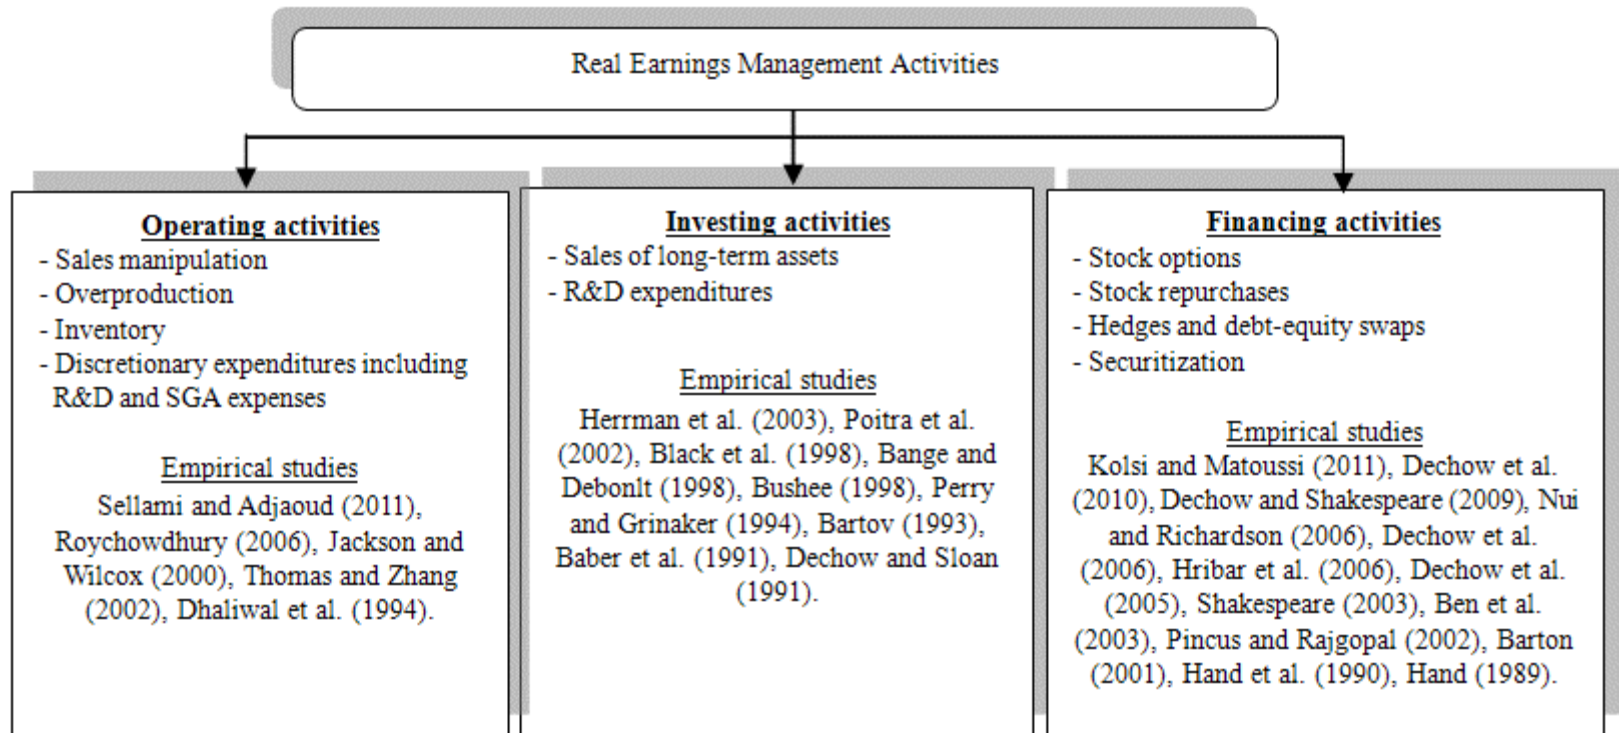 Real Earnings Management Activities
Operating activities
- Sales manipulation
- Overproduction
- Inventory
- Discretionary expenditures including
R&D and SGA expenses
Empirical studies
Sellami and Adjaoud (2011),
Roychowdhury (2006), Jackson and
Wilcox (2000), Thomas and Zhang
(2002), Dhaliwal et al. (1994).
Investing activities
- Sales of long-term assets
- R&D expenditures
Empirical studies
Herrman et al. (2003), Poitra et al.
(2002), Black et al. (1998), Bange and
Debonlt (1998), Bushee (1998), Perry
and Grinaker (1994), Bartov (1993),
Baber et al. (1991), Dechow and Sloan
(1991).
Financing activities
- Stock options
- Stock repurchases
- Hedges and debt-equity swaps
- Securitization
Empirical studies
Kolsi and Matoussi (2011), Dechow et al.
(2010), Dechow and Shakespeare (2009), Nui
and Richardson (2006), Dechow et al.
(2006), Hribar et al. (2006), Dechow et al.
(2005), Shakespeare (2003), Ben et al.
(2003), Pincus and Rajgopal (2002), Barton
(2001), Hand et al. (1990), Hand (1989).